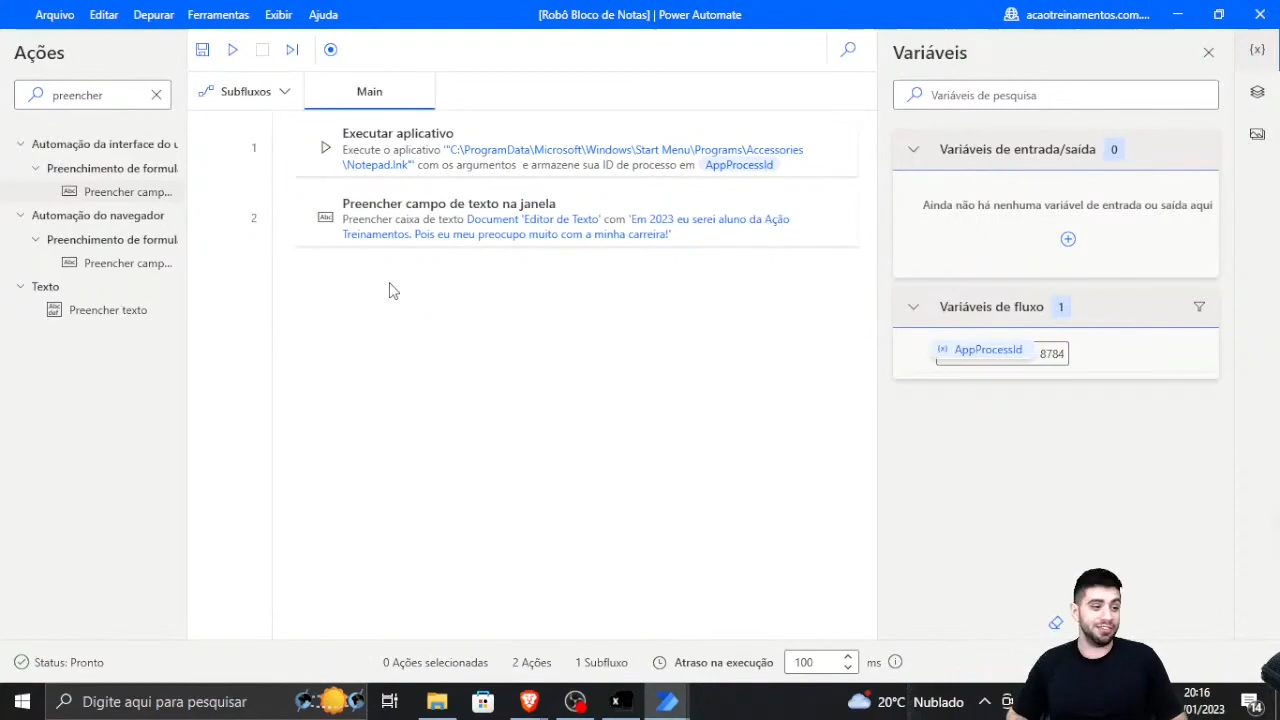 Arquivo Editar Depurar Ferramentas Exibir Ajuda [Robô Bloco de Notas] | Power Automate acaotreinamentos.com....
Ações
preencher
Automação da interface do u
Preenchimento de formul
Preencher camp...
Automação do navegador
Preenchimento de formul
Preencher camp...
Texto
Preencher texto
Subfluxos Main
1
Executar aplicativo
Execute o aplicativo '"C:\ProgramData\Microsoft\Windows\Start Menu\Programs\Accessories
\Notepad.lnk"' com os argumentos e armazene sua ID de processo em AppProcessId
2
Preencher campo de texto na janela
Preencher caixa de texto Document 'Editor de Texto' com 'Em 2023 eu serei aluno da Ação
Treinamentos. Pois eu meu preocupo muito com a minha carreira!'
Variáveis
{x}
Variáveis de pesquisa
Variáveis de entrada/saída 0
Ainda não há nenhuma variável de entrada ou saída aqui
Variáveis de fluxo 1
(x) AppProcessId 8784
Status: Pronto 0 Ações selecionadas 2 Ações 1 Subfluxo Atraso na execução 100 ms
Digite aqui para pesquisar 20°C Nublado 20:16
/01/2023 14